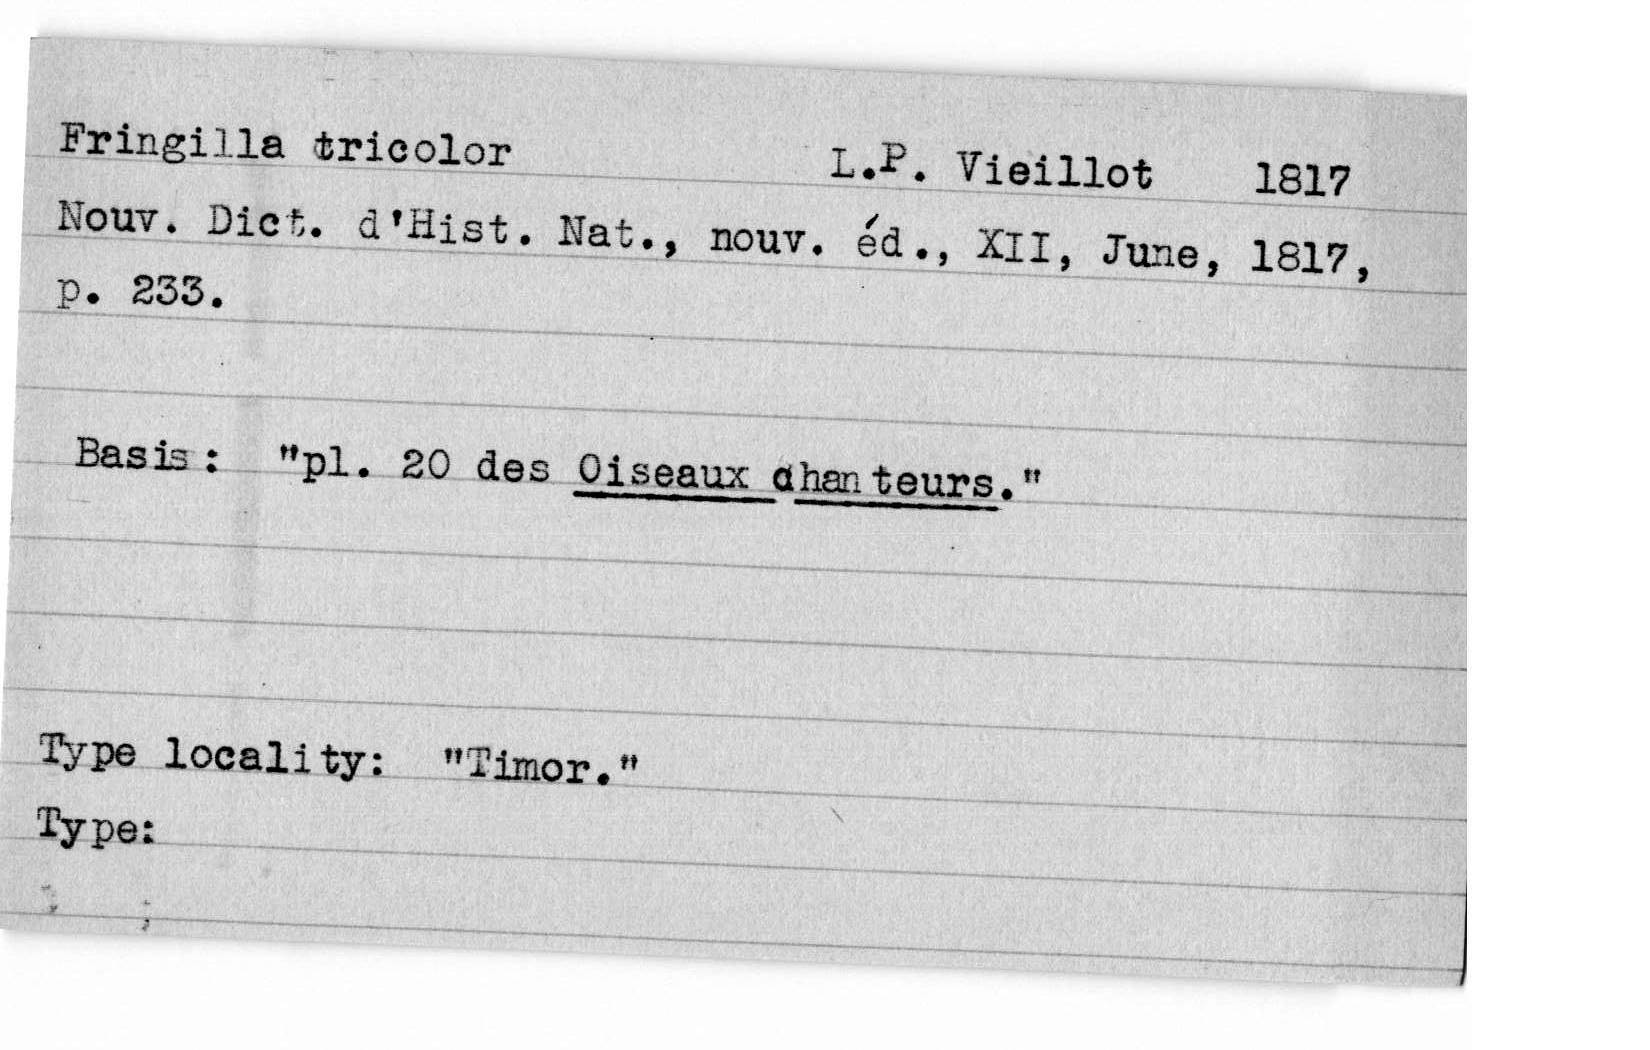 Fringilla tricolor L.P. Vieillot 1817
Nouv. Dict. d'Hist. Nat., nouv. éd., XII, June, 1817,
p. 233.
Basis: "pl. 20 des Oiseaux chanteurs."
Type locality: "Timor."
Type: